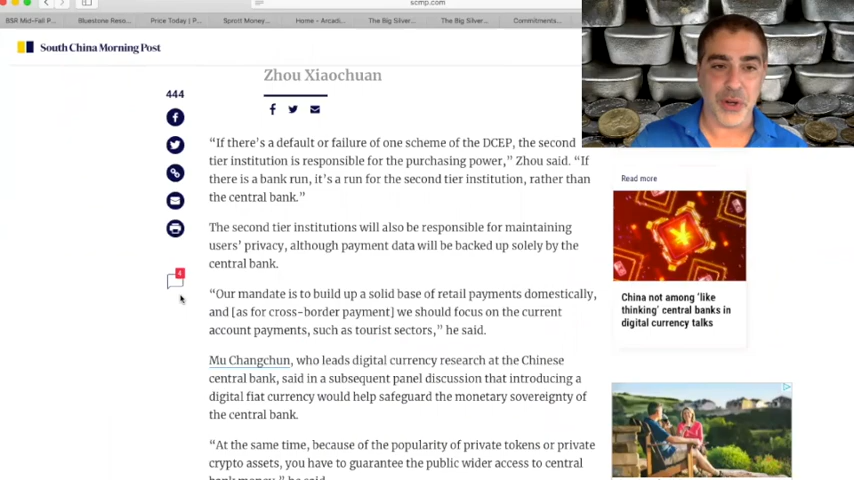 scmp.com
BSR Mid-Fall P...
Bluestone Reso...
Price Today | P...
Sprott Money...
Home - Arcadi...
The Big Silver...
The Big Silver...
Commitments...
South China Morning Post
Zhou Xiaochuan
444
“If there’s a default or failure of one scheme of the DCEP, the second
tier institution is responsible for the purchasing power,” Zhou said. “If
there is a bank run, it’s a run for the second tier institution, rather than
the central bank.”
The second tier institutions will also be responsible for maintaining
users’ privacy, although payment data will be backed up solely by the
central bank.
4
“Our mandate is to build up a solid base of retail payments domestically,
and [as for cross-border payment] we should focus on the current
account payments, such as tourist sectors,” he said.
Mu Changchun, who leads digital currency research at the Chinese
central bank, said in a subsequent panel discussion that introducing a
digital fiat currency would help safeguard the monetary sovereignty of
the central bank.
“At the same time, because of the popularity of private tokens or private
crypto assets, you have to guarantee the public wider access to central
bank money,” he said.
Read more
China not among ‘like
thinking’ central banks in
digital currency talks